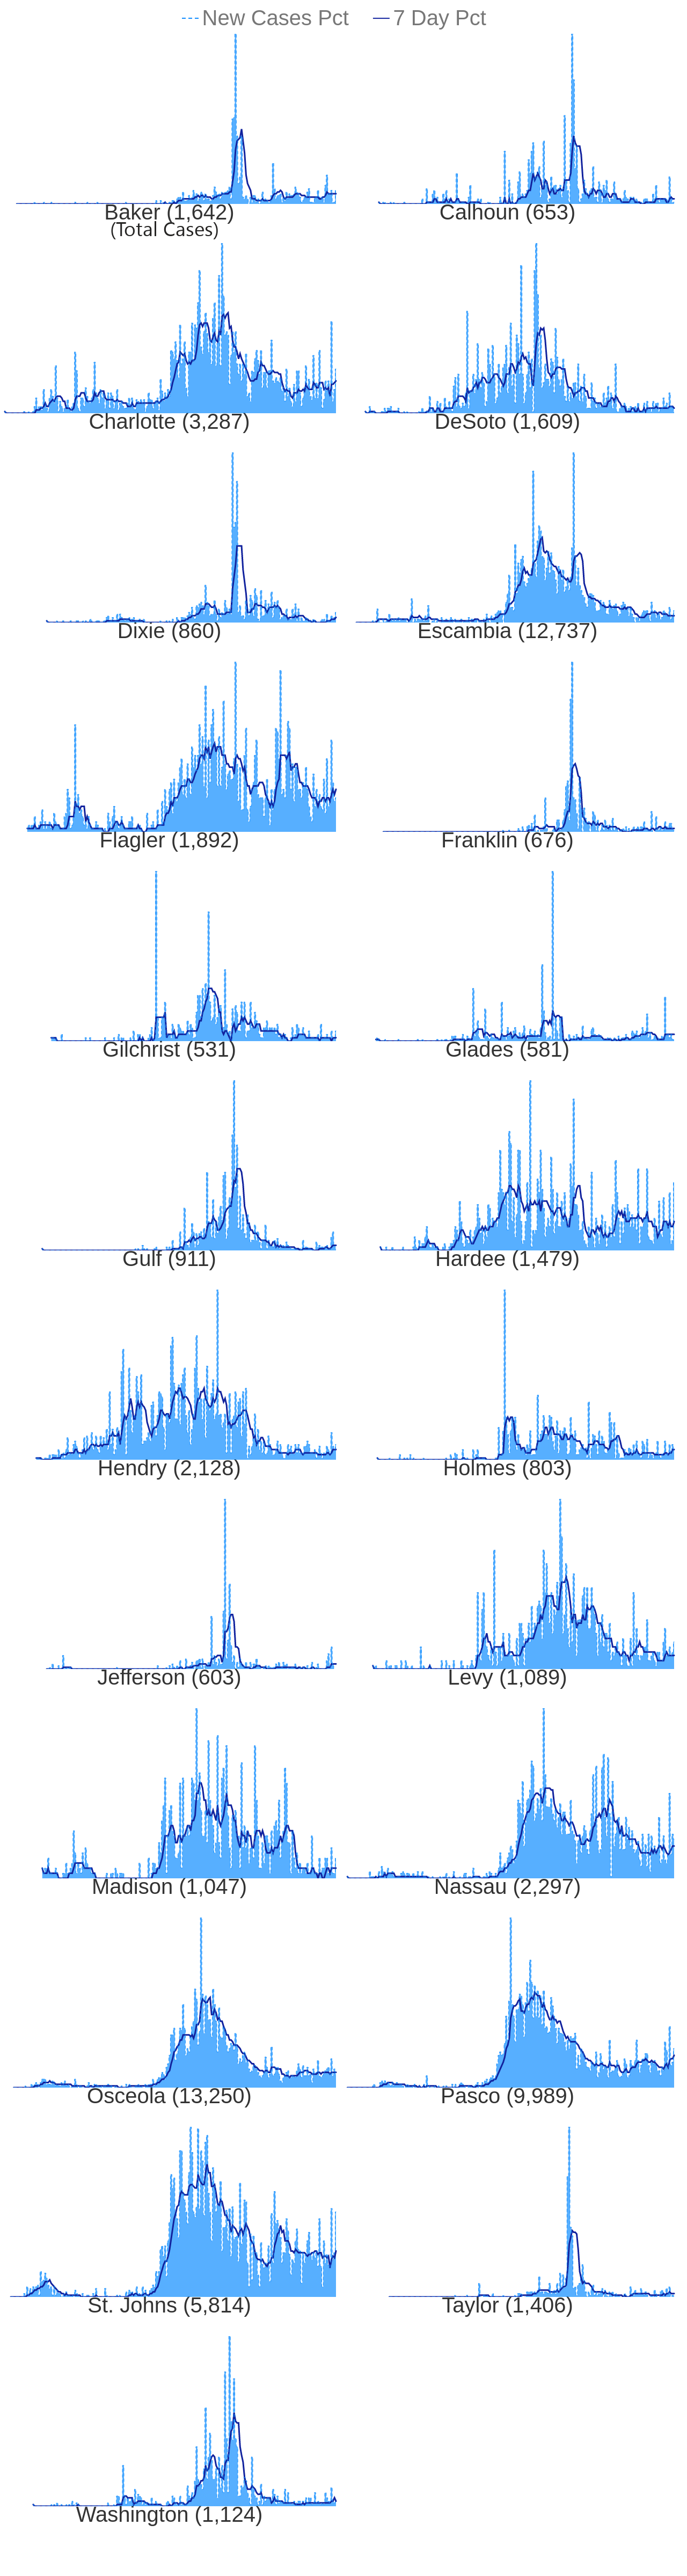 New Cases Pct 7 Day Pct
Baker (1,642) Calhoun (653)
(Total Cases)
Charlotte (3,287) DeSoto (1,609)
Dixie (860) Escambia (12,737)
Flagler (1,892) Franklin (676)
Gilchrist (531) Glades (581)
Gulf (911) Hardee (1,479)
Hendry (2,128) Holmes (803)
Jefferson (603) Levy (1,089)
Madison (1,047) Nassau (2,297)
Osceola (13,250) Pasco (9,989)
St. Johns (5,814) Taylor (1,406)
Washington (1,124)